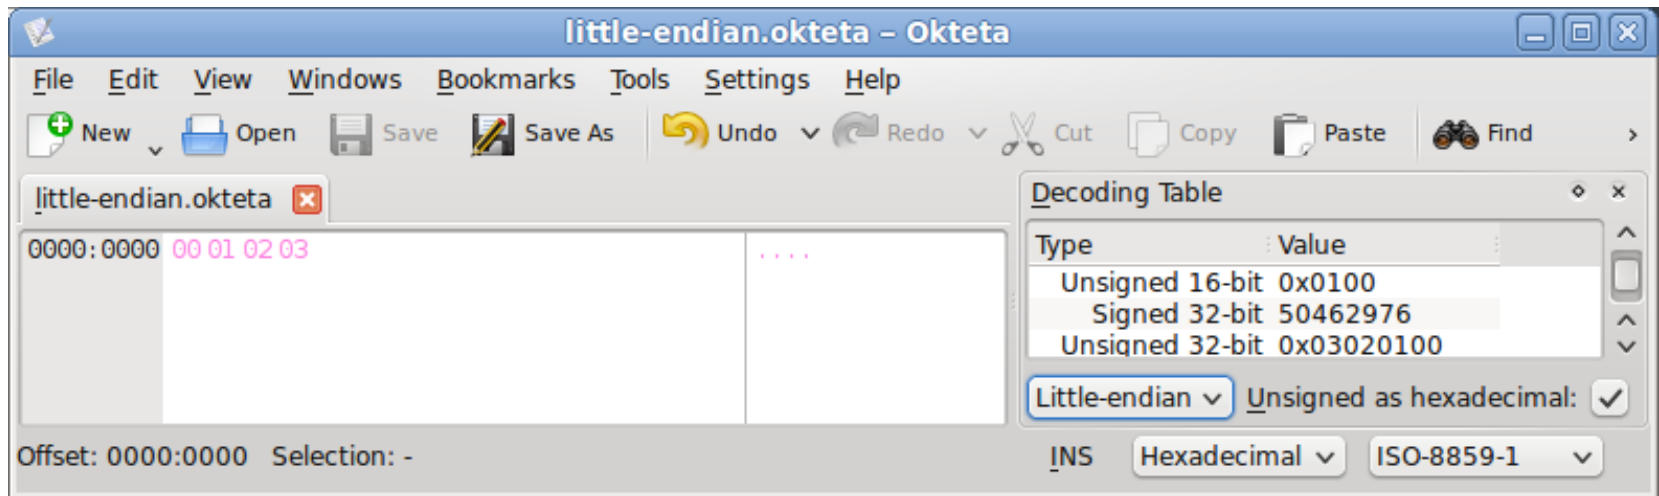 little-endian.okteta – Okteta
File Edit View Windows Bookmarks Tools Settings Help
New Open Save Save As Undo Redo Cut Copy Paste Find
little-endian.okteta
0000:0000 00 01 02 03 ....
Decoding Table
Type Value
Unsigned 16-bit 0x0100
Signed 32-bit 50462976
Unsigned 32-bit 0x03020100
Little-endian Unsigned as hexadecimal:
Offset: 0000:0000 Selection: - INS Hexadecimal ISO-8859-1